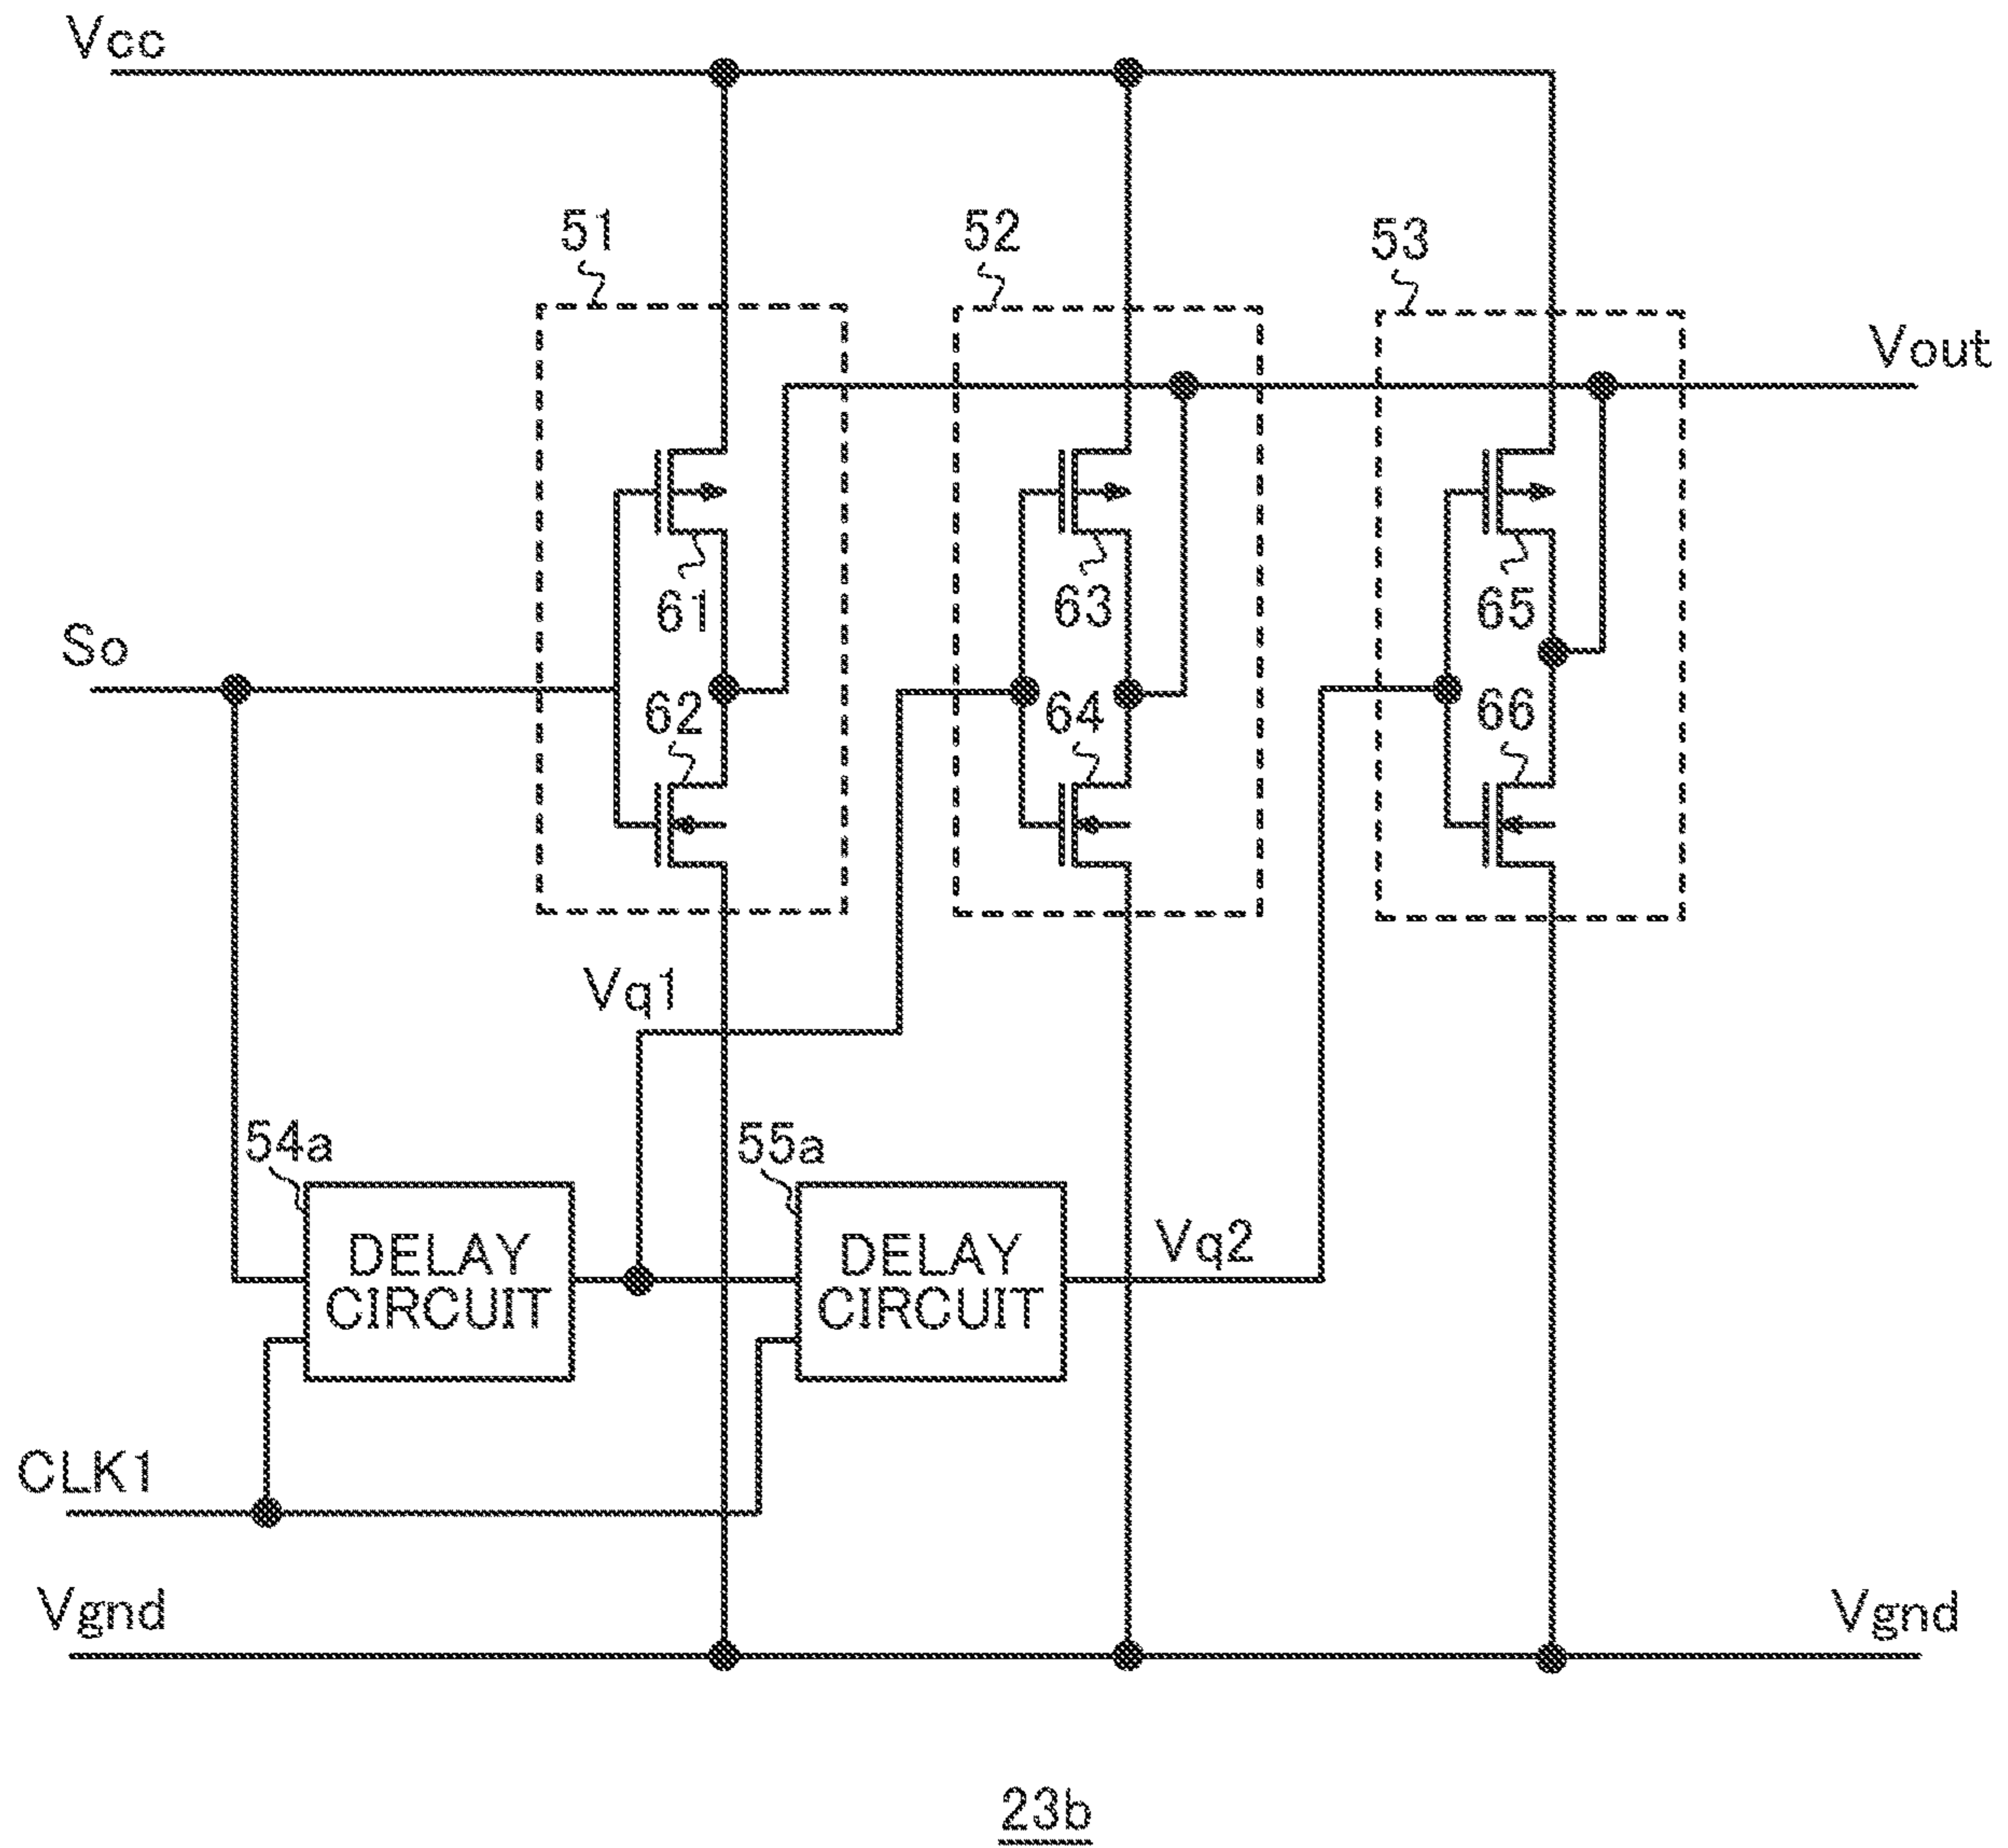 Vcc
51
52
53
Vout
61
63
65
So
62
64
66
Vq1
54a
55a
DELAY
CIRCUIT
DELAY
CIRCUIT
Vq2
CLK1
Vgnd
Vgnd
23b